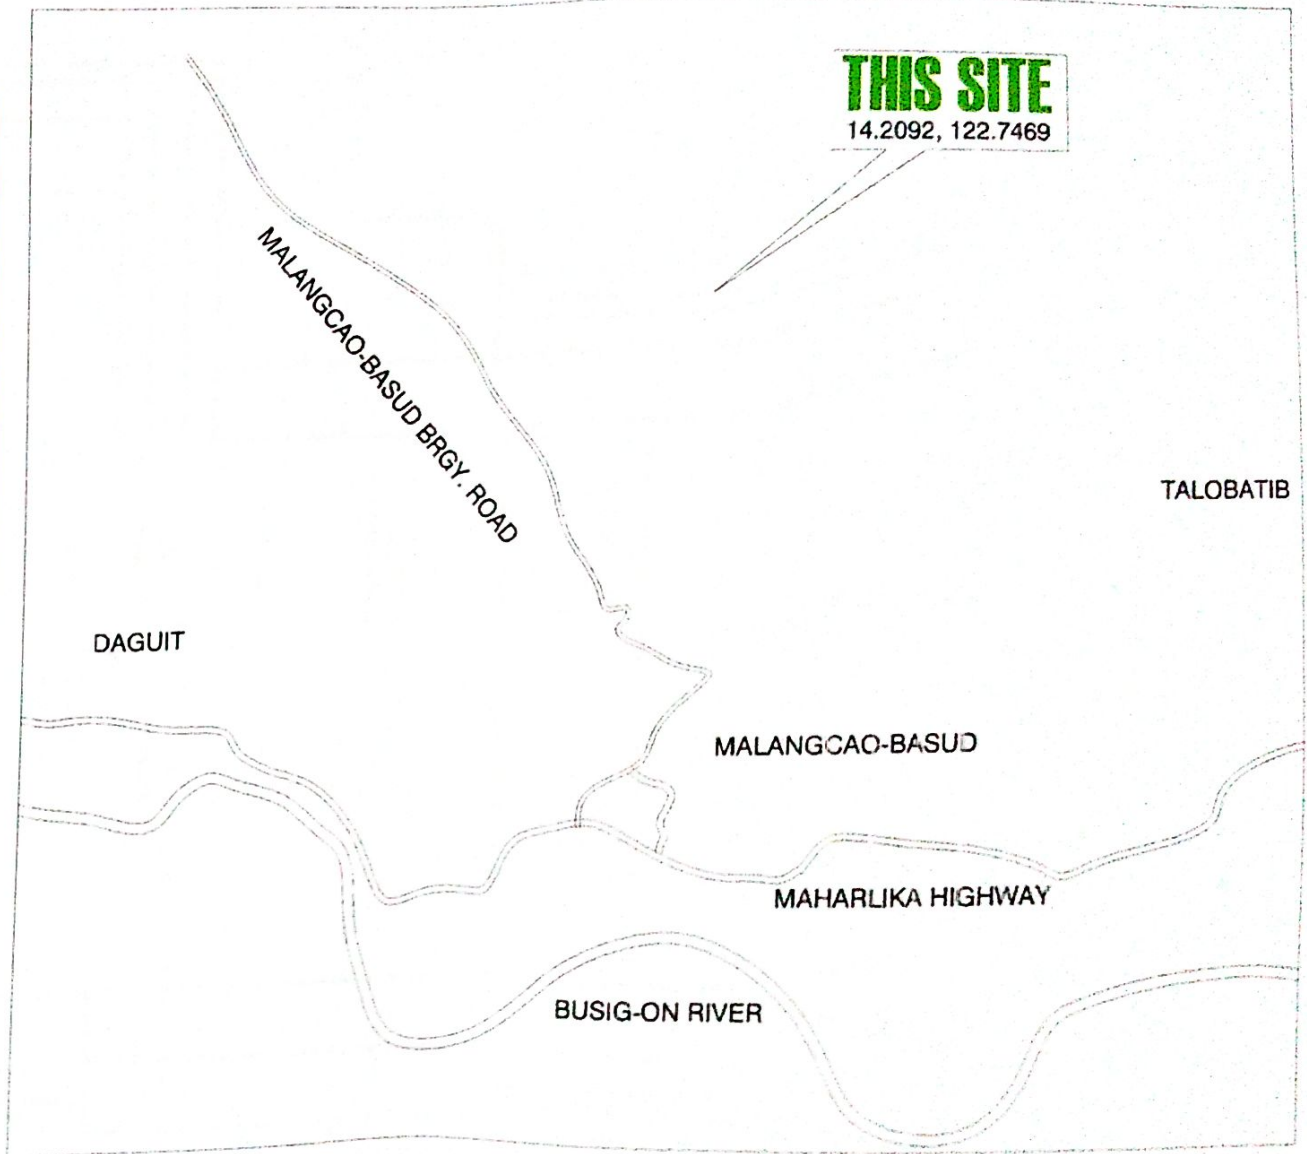 THIS SITE
14.2092, 122.7469
MALANGCAO-BASUD BRGY. ROAD
TALOBATIB
DAGUIT
MALANGCAO-BASUD
MAHARLIKA HIGHWAY
BUSIG-ON RIVER